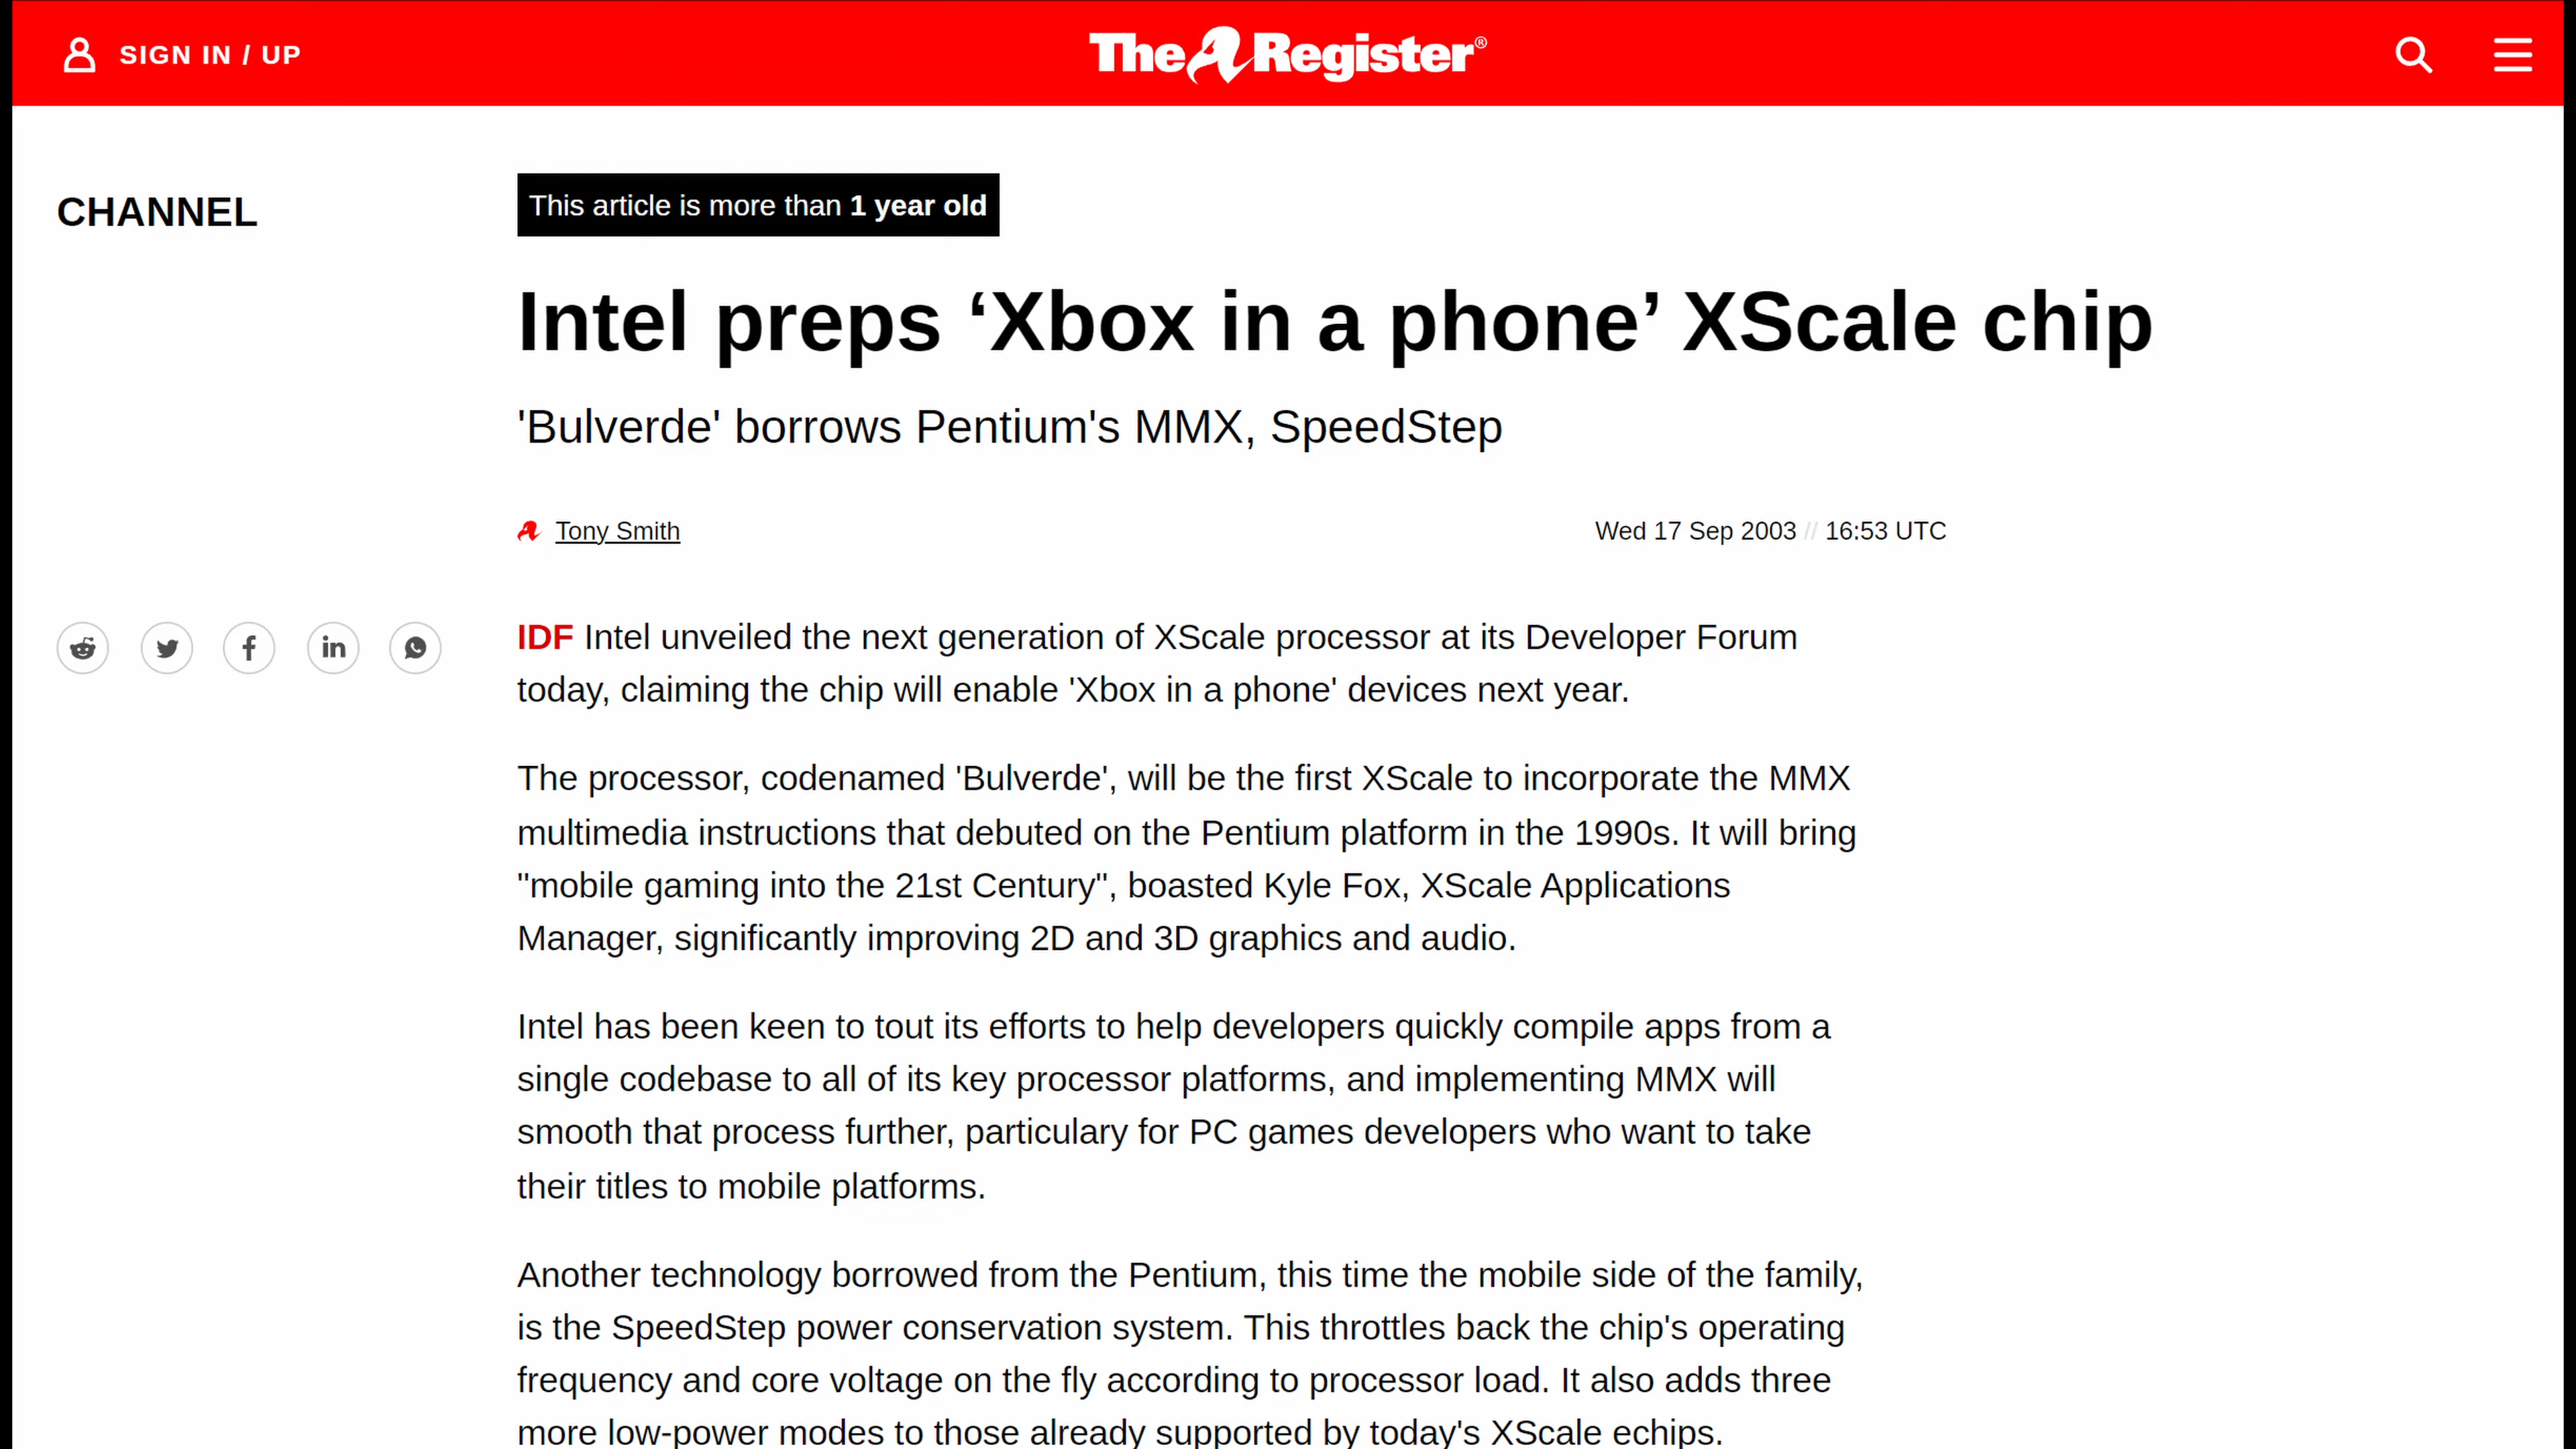 SIGN IN / UP
The Register®
CHANNEL
This article is more than 1 year old
Intel preps ‘Xbox in a phone’ XScale chip
'Bulverde' borrows Pentium's MMX, SpeedStep
Tony Smith
Wed 17 Sep 2003 // 16:53 UTC
IDF Intel unveiled the next generation of XScale processor at its Developer Forum
today, claiming the chip will enable 'Xbox in a phone' devices next year.
The processor, codenamed 'Bulverde', will be the first XScale to incorporate the MMX
multimedia instructions that debuted on the Pentium platform in the 1990s. It will bring
"mobile gaming into the 21st Century", boasted Kyle Fox, XScale Applications
Manager, significantly improving 2D and 3D graphics and audio.
Intel has been keen to tout its efforts to help developers quickly compile apps from a
single codebase to all of its key processor platforms, and implementing MMX will
smooth that process further, particulary for PC games developers who want to take
their titles to mobile platforms.
Another technology borrowed from the Pentium, this time the mobile side of the family,
is the SpeedStep power conservation system. This throttles back the chip's operating
frequency and core voltage on the fly according to processor load. It also adds three
more low-power modes to those already supported by today's XScale echips.